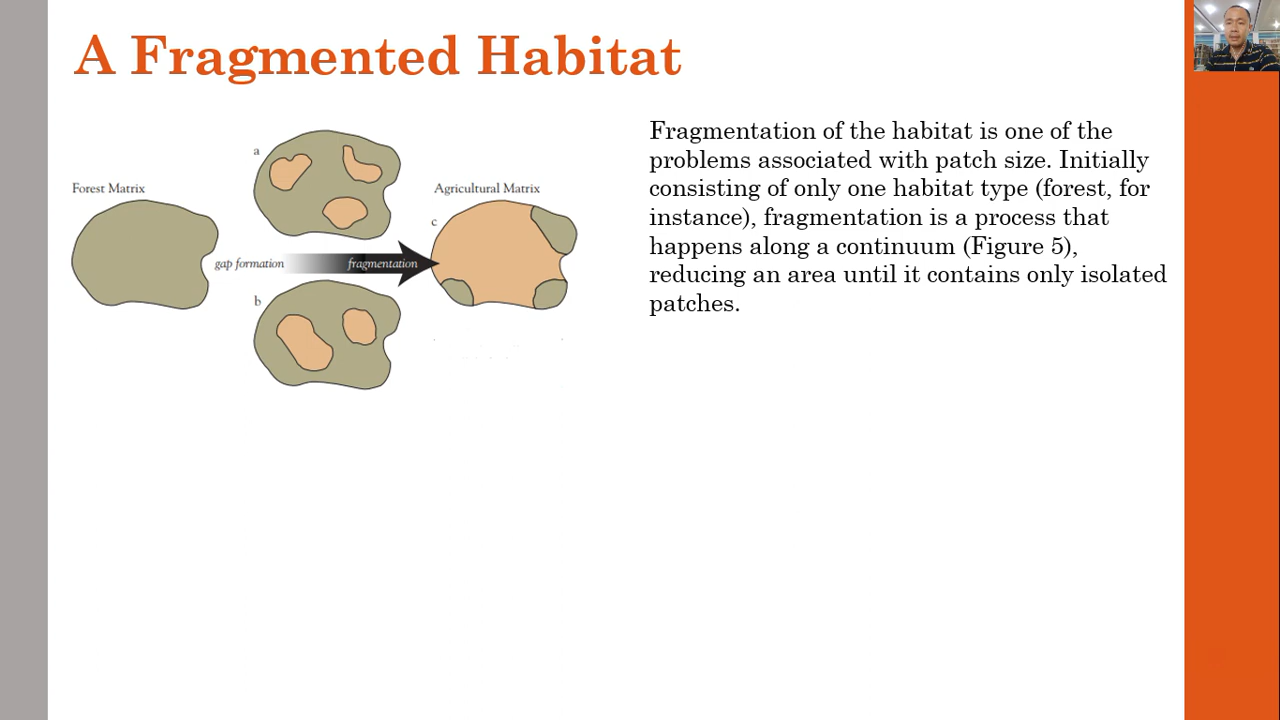 A Fragmented Habitat
a
Forest Matrix
Agricultural Matrix
c
gap formation
fragmentation
b
Fragmentation of the habitat is one of the
problems associated with patch size. Initially
consisting of only one habitat type (forest, for
instance), fragmentation is a process that
happens along a continuum (Figure 5),
reducing an area until it contains only isolated
patches.